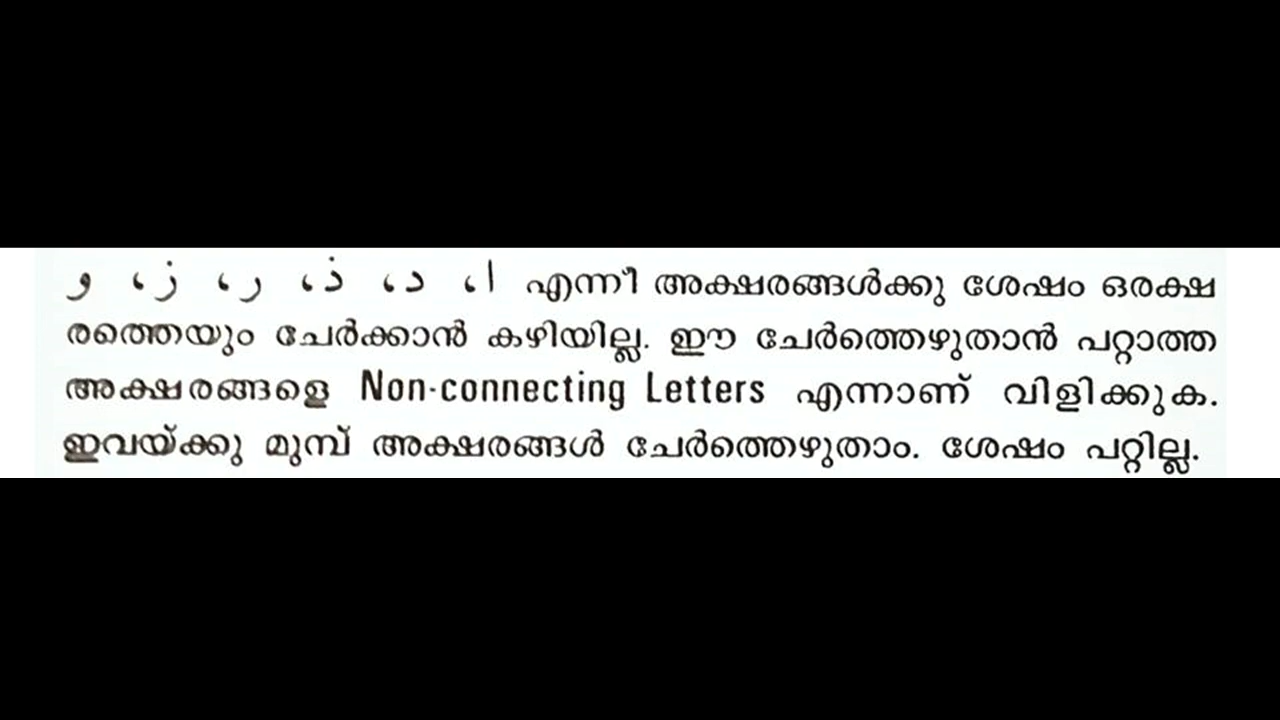 ا ، د ، ذ ، ر ، ز ، و എന്നീ അക്ഷരങ്ങൾക്കു ശേഷം ഒരക്ഷ
രത്തെയും ചേർക്കാൻ കഴിയില്ല. ഈ ചേർത്തെഴുതാൻ പറ്റാത്ത
അക്ഷരങ്ങളെ Non-connecting Letters എന്നാണ് വിളിക്കുക.
ഇവയ്ക്കു മുമ്പ് അക്ഷരങ്ങൾ ചേർത്തെഴുതാം. ശേഷം പറ്റില്ല.